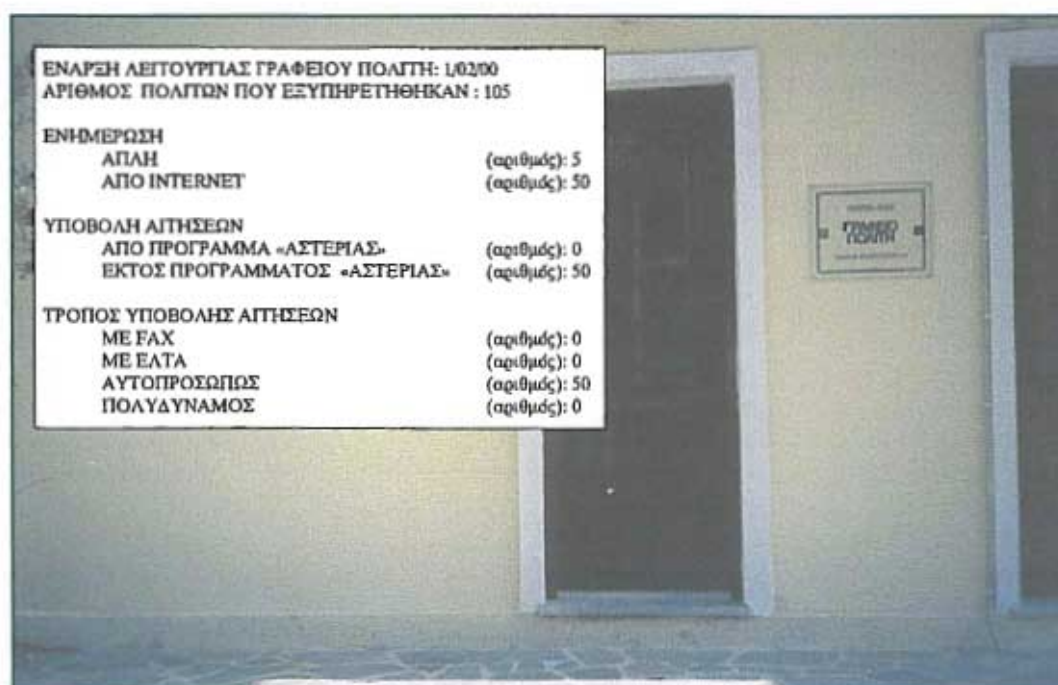 ΕΝΑΡΞΗ ΛΕΙΤΟΥΡΓΙΑΣ ΓΡΑΦΕΙΟΥ ΠΟΛΙΤΗ: 1/02/00
ΑΡΙΘΜΟΣ ΠΟΛΙΤΩΝ ΠΟΥ ΕΞΥΠΗΡΕΤΗΘΗΚΑΝ : 105
ΕΝΗΜΕΡΩΣΗ
ΑΠΛΗ (αριθμός): 5
ΑΠΟ INTERNET (αριθμός): 50
ΥΠΟΒΟΛΗ ΑΙΤΗΣΕΩΝ
ΑΠΟ ΠΡΟΓΡΑΜΜΑ «ΑΣΤΕΡΙΑΣ» (αριθμός): 0
ΕΚΤΟΣ ΠΡΟΓΡΑΜΜΑΤΟΣ «ΑΣΤΕΡΙΑΣ» (αριθμός): 50
ΤΡΟΠΟΣ ΥΠΟΒΟΛΗΣ ΑΙΤΗΣΕΩΝ
ΜΕ FAX (αριθμός): 0
ΜΕ ΕΛΤΑ (αριθμός): 0
ΑΥΤΟΠΡΟΣΩΠΩΣ (αριθμός): 50
ΠΟΛΥΔΥΝΑΜΟΣ (αριθμός): 0
ΓΡΑΦΕΙΟ
ΠΟΛΙΤΗ